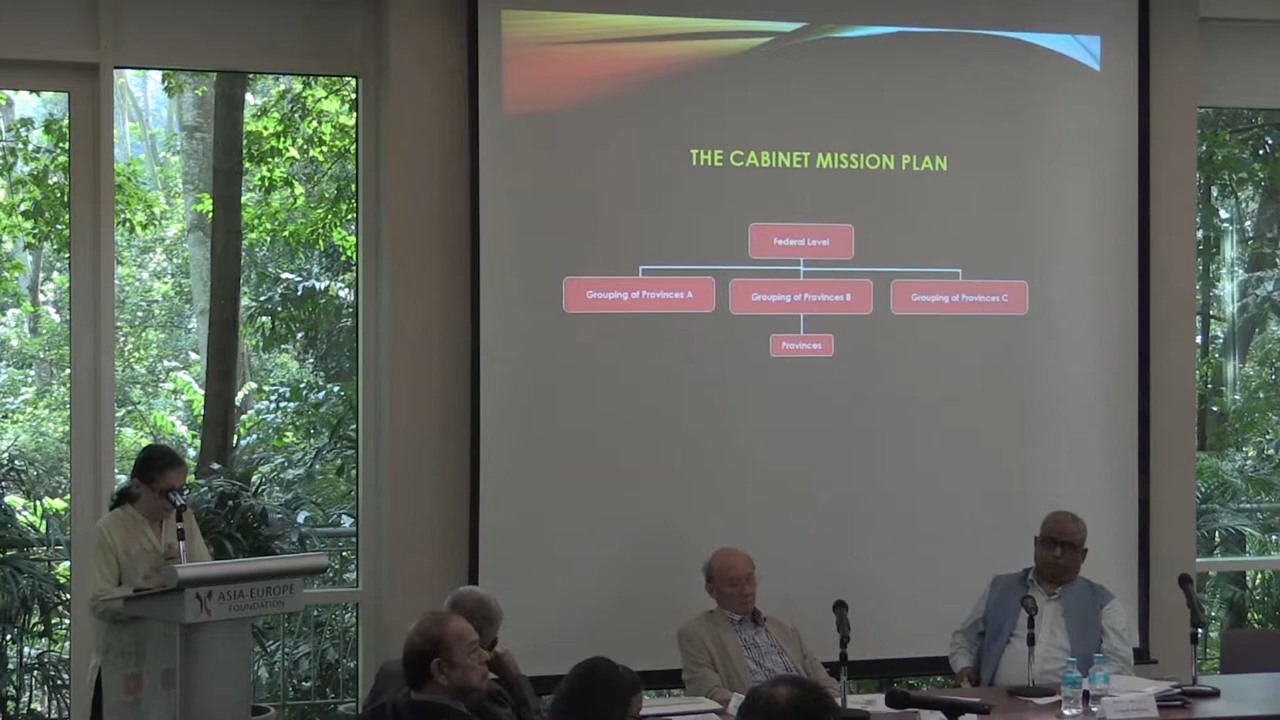 THE CABINET MISSION PLAN
Federal Level
Grouping of Provinces A
Grouping of Provinces B
Grouping of Provinces C
Provinces
ASIA-EUROPE
FOUNDATION